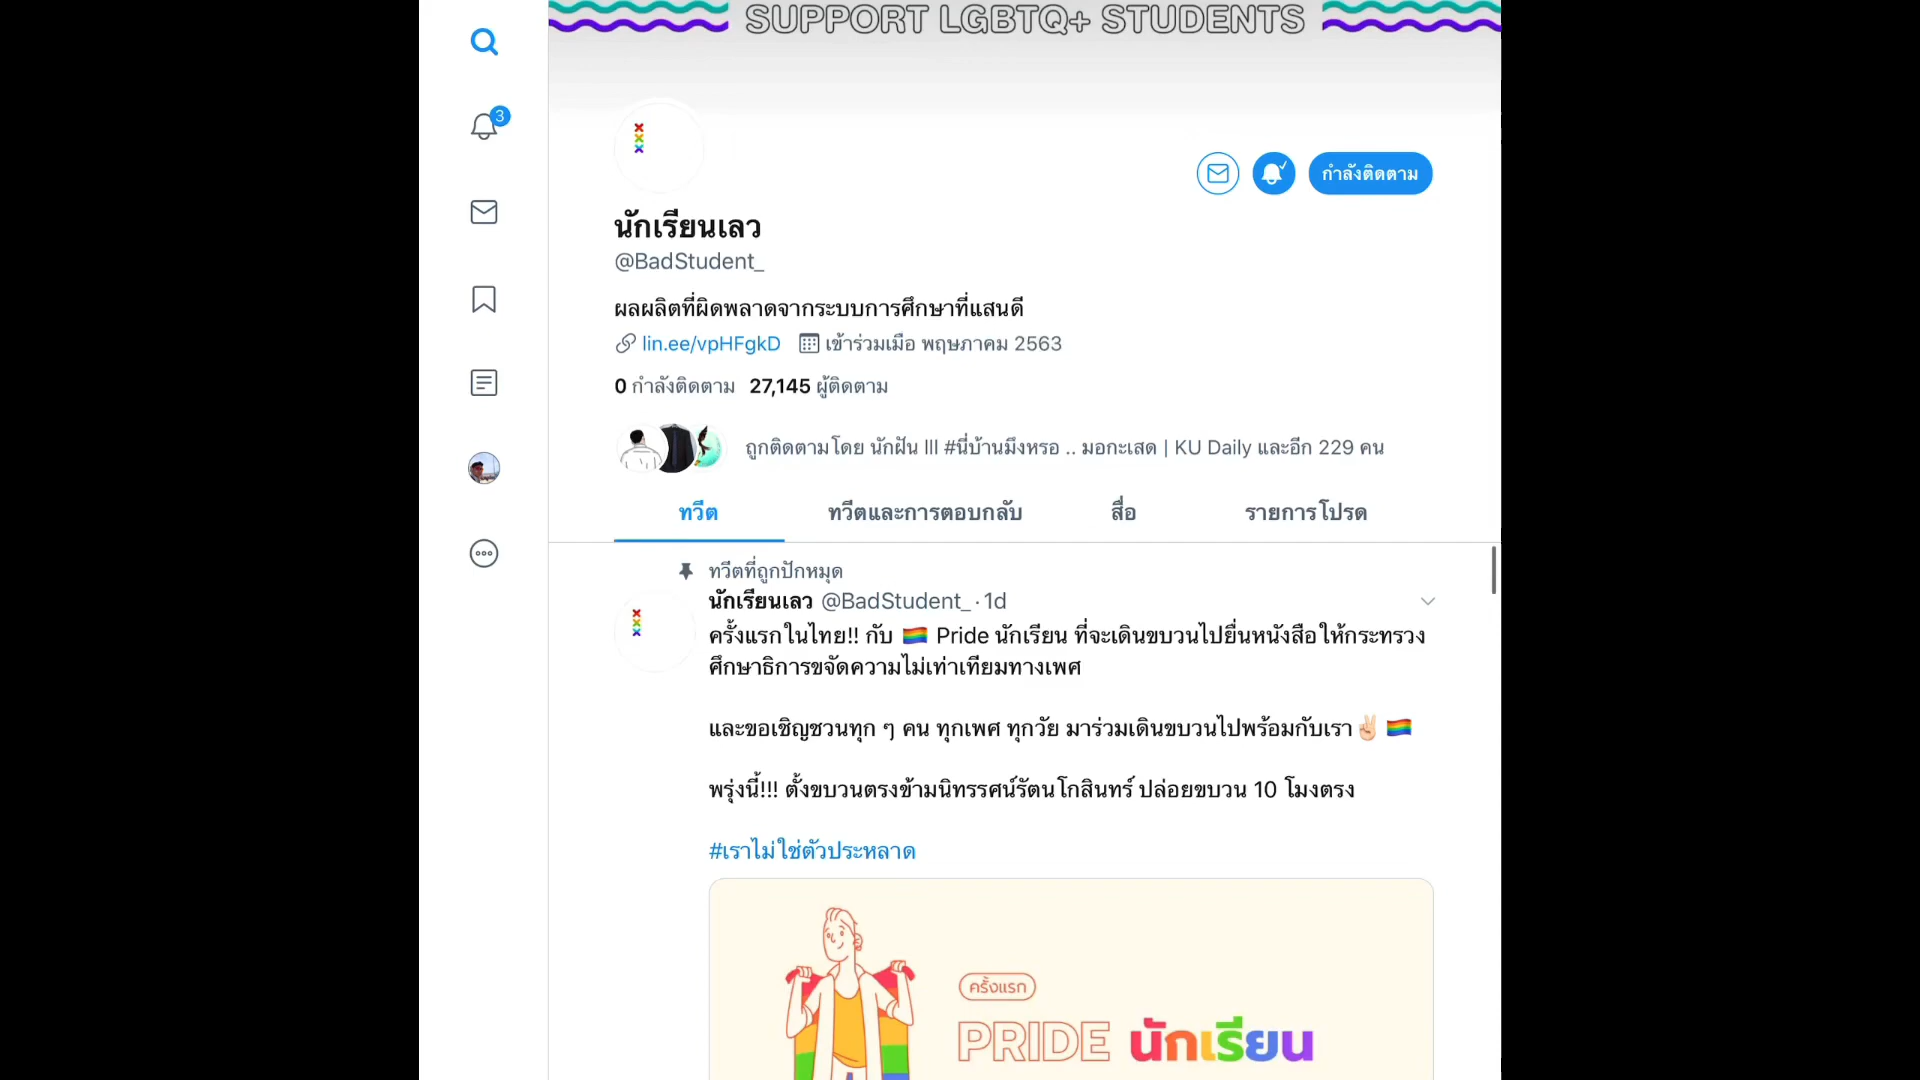 SUPPORT LGBTQ+ STUDENTS
3
กำลังติดตาม
นักเรียนเลว
@BadStudent_
ผลผลิตที่ผิดพลาดจากระบบการศึกษาที่แสนดี
lin.ee/vpHFgkD เข้าร่วมเมื่อ พฤษภาคม 2563
0 กำลังติดตาม 27,145 ผู้ติดตาม
ถูกติดตามโดย นักฝัน lll #นี่บ้านมึงหรอ .. มอกะเสด | KU Daily และอีก 229 คน
ทวีต ทวีตและการตอบกลับ สื่อ รายการโปรด
ทวีตที่ถูกปักหมุด
นักเรียนเลว @BadStudent_ · 1d
ครั้งแรกในไทย!! กับ 🏳️‍🌈 Pride นักเรียน ที่จะเดินขบวนไปยื่นหนังสือให้กระทรวง
ศึกษาธิการขจัดความไม่เท่าเทียมทางเพศ
และขอเชิญชวนทุก ๆ คน ทุกเพศ ทุกวัย มาร่วมเดินขบวนไปพร้อมกับเรา✌🏻🏳️‍🌈
พรุ่งนี้!!! ตั้งขบวนตรงข้ามนิทรรศน์รัตนโกสินทร์ ปล่อยขบวน 10 โมงตรง
#เราไม่ใช่ตัวประหลาด
ครั้งแรก
PRIDE นักเรียน